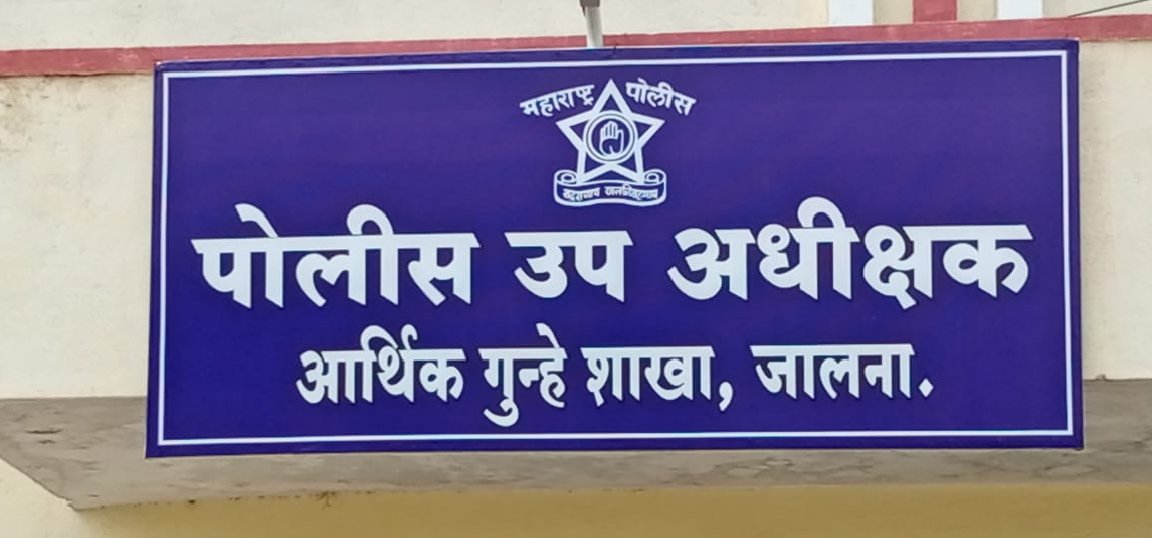 महाराष्ट्र पोलीस
पोलीस उप अधीक्षक
आर्थिक गुन्हे शाखा, जालना.